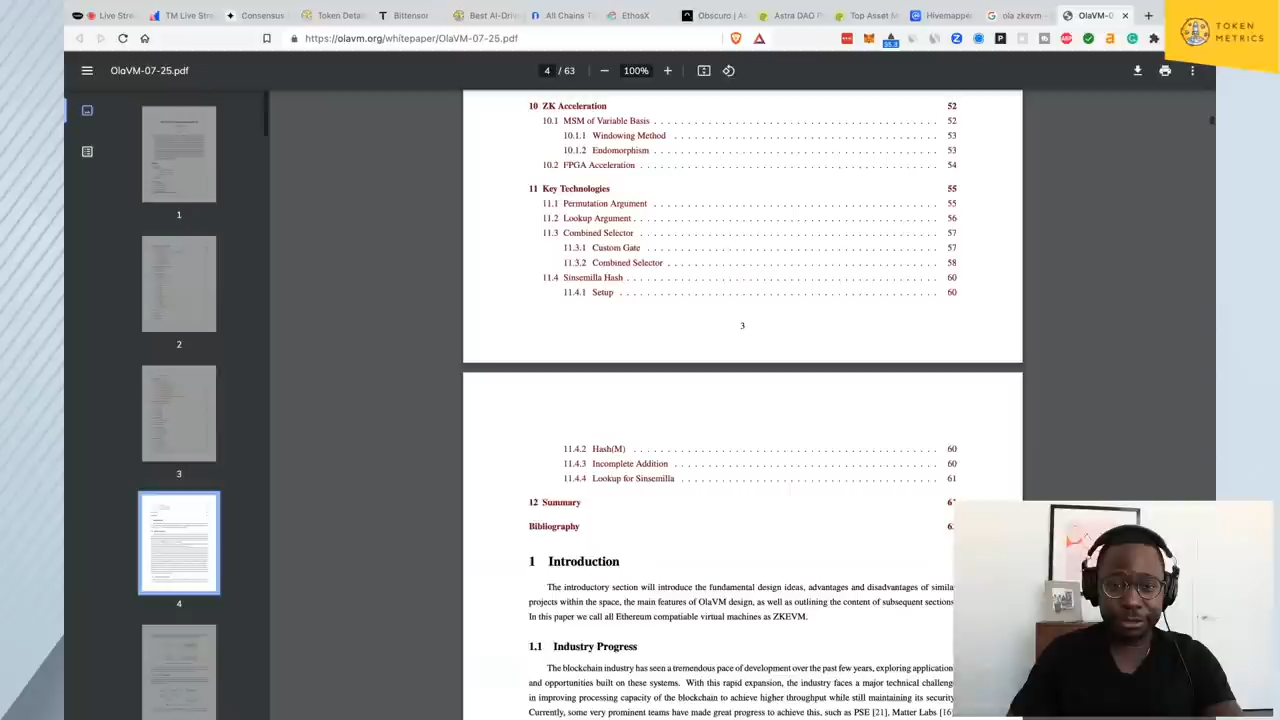 Live Stre
TM Live Stre
Consensus
Token Detai
Bittensor
Best AI-Driv
All Chains T
EthosX
Obscuro | As
Astra DAO P
Top Asset M
Hivemapper
ola zkevm -
OlaVM-0
TOKEN
METRICS
https://olavm.org/whitepaper/OlaVM-07-25.pdf
OlaVM-07-25.pdf
4 / 63
100%
1
2
3
4
10 ZK Acceleration 52
10.1 MSM of Variable Basis 52
10.1.1 Windowing Method 53
10.1.2 Endomorphism 53
10.2 FPGA Acceleration 54
11 Key Technologies 55
11.1 Permutation Argument 55
11.2 Lookup Argument 56
11.3 Combined Selector 57
11.3.1 Custom Gate 57
11.3.2 Combined Selector 58
11.4 Sinsemilla Hash 60
11.4.1 Setup 60
3
11.4.2 Hash(M) 60
11.4.3 Incomplete Addition 60
11.4.4 Lookup for Sinsemilla 61
12 Summary
Bibliography
1 Introduction
The introductory section will introduce the fundamental design ideas, advantages and disadvantages of simila
projects within the space, the main features of OlaVM design, as well as outlining the content of subsequent sections
In this paper we call all Ethereum compatiable virtual machines as ZKEVM.
1.1 Industry Progress
The blockchain industry has seen a tremendous pace of development over the past few years, exploring application
and opportunities built on these systems. With this rapid expansion, the industry faces a major technical challeng
in improving processing capacity of the blockchain to achieve higher throughput while still maintaining its security
Currently, some very prominent teams have made great progress to achieve this, such as PSE [21], Matter Labs [16]